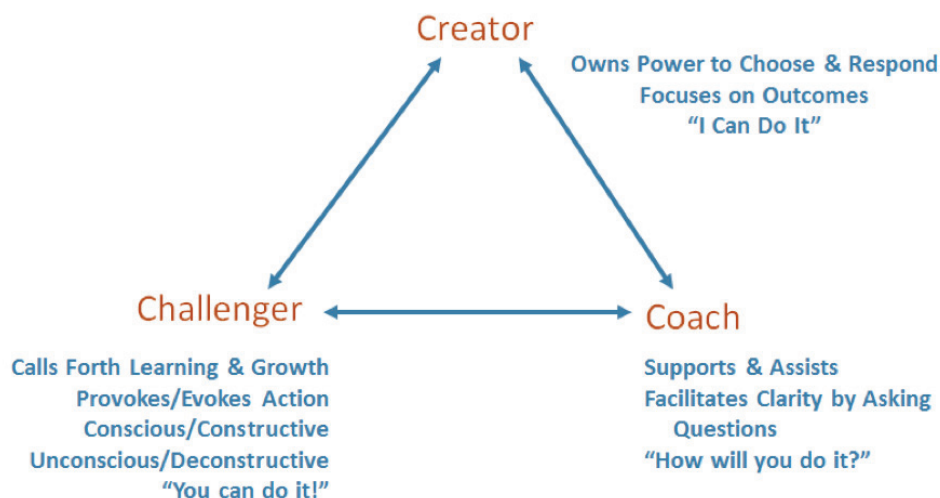 Creator
Owns Power to Choose & Respond
Focuses on Outcomes
“I Can Do It”
Challenger
Calls Forth Learning & Growth
Provokes/Evokes Action
Conscious/Constructive
Unconscious/Deconstructive
“You can do it!”
Coach
Supports & Assists
Facilitates Clarity by Asking
Questions
“How will you do it?”